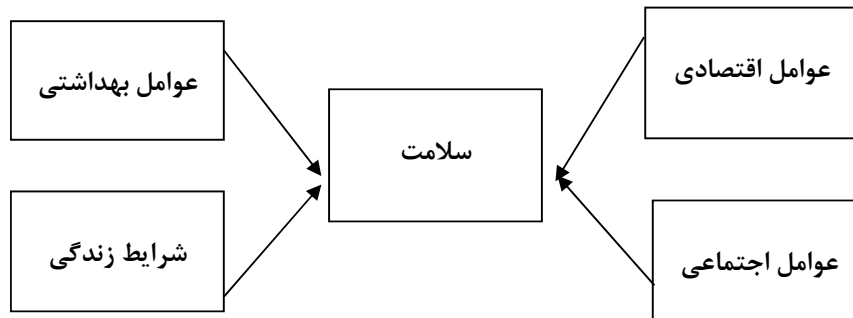 عوامل اقتصادی
عوامل بهداشتی
سلامت
عوامل اجتماعی
شرایط زندگی